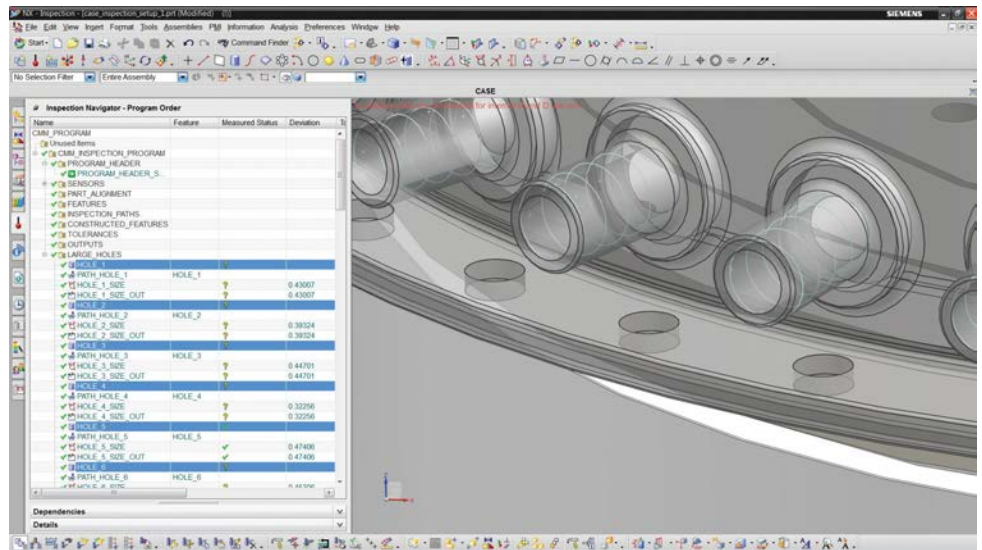 NX - Inspection - [case_inspection_setup_1.prt (Modified) (I)]
SIEMENS
File Edit View Insert Format Tools Assemblies PMI Information Analysis Preferences Window Help
Start Command Finder
No Selection Filter Entire Assembly
CASE
Inspection Navigator - Program Order
Name Feature Measured Status Deviation
CMM_PROGRAM
Unused Items
CMM_INSPECTION_PROGRAM
PROGRAM_HEADER
PROGRAM_HEADER_S...
SENSORS
PART_ALIGNMENT
FEATURES
INSPECTION_PATHS
CONSTRUCTED_FEATURES
TOLERANCES
OUTPUTS
LARGE_HOLES
HOLE_1
PATH_HOLE_1 HOLE_1
HOLE_1_SIZE ? 0.43007
HOLE_1_SIZE_OUT ? 0.43007
HOLE_2
PATH_HOLE_2 HOLE_2
HOLE_2_SIZE ? 0.39324
HOLE_2_SIZE_OUT ? 0.39324
HOLE_3
PATH_HOLE_3 HOLE_3
HOLE_3_SIZE ? 0.44701
HOLE_3_SIZE_OUT ? 0.44701
HOLE_4
PATH_HOLE_4 HOLE_4
HOLE_4_SIZE ? 0.32256
HOLE_4_SIZE_OUT ? 0.32256
HOLE_5
PATH_HOLE_5 HOLE_5
HOLE_5_SIZE 0.47406
HOLE_5_SIZE_OUT 0.47406
HOLE_6
PATH_HOLE_6 HOLE_6
Dependencies
Details